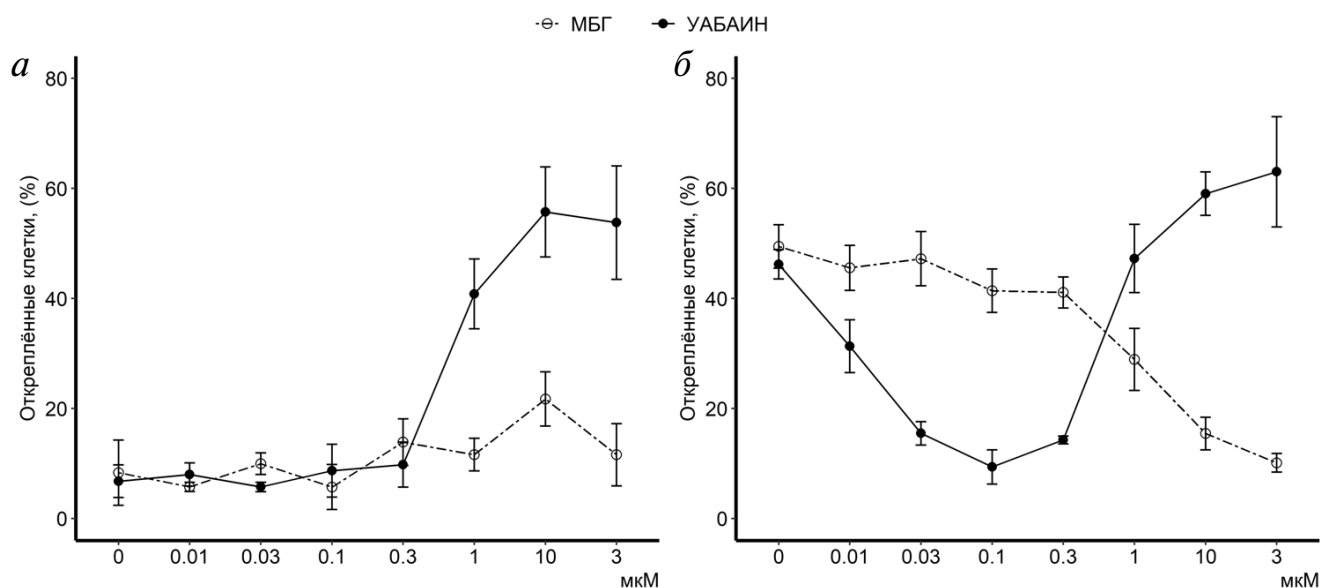 МБГ УАБАИН
а
Откреплённые клетки, (%)
80
60
40
20
0
0 0.01 0.03 0.1 0.3 1 10 3
мкМ
б
Откреплённые клетки, (%)
80
60
40
20
0
0 0.01 0.03 0.1 0.3 1 10 3
мкМ